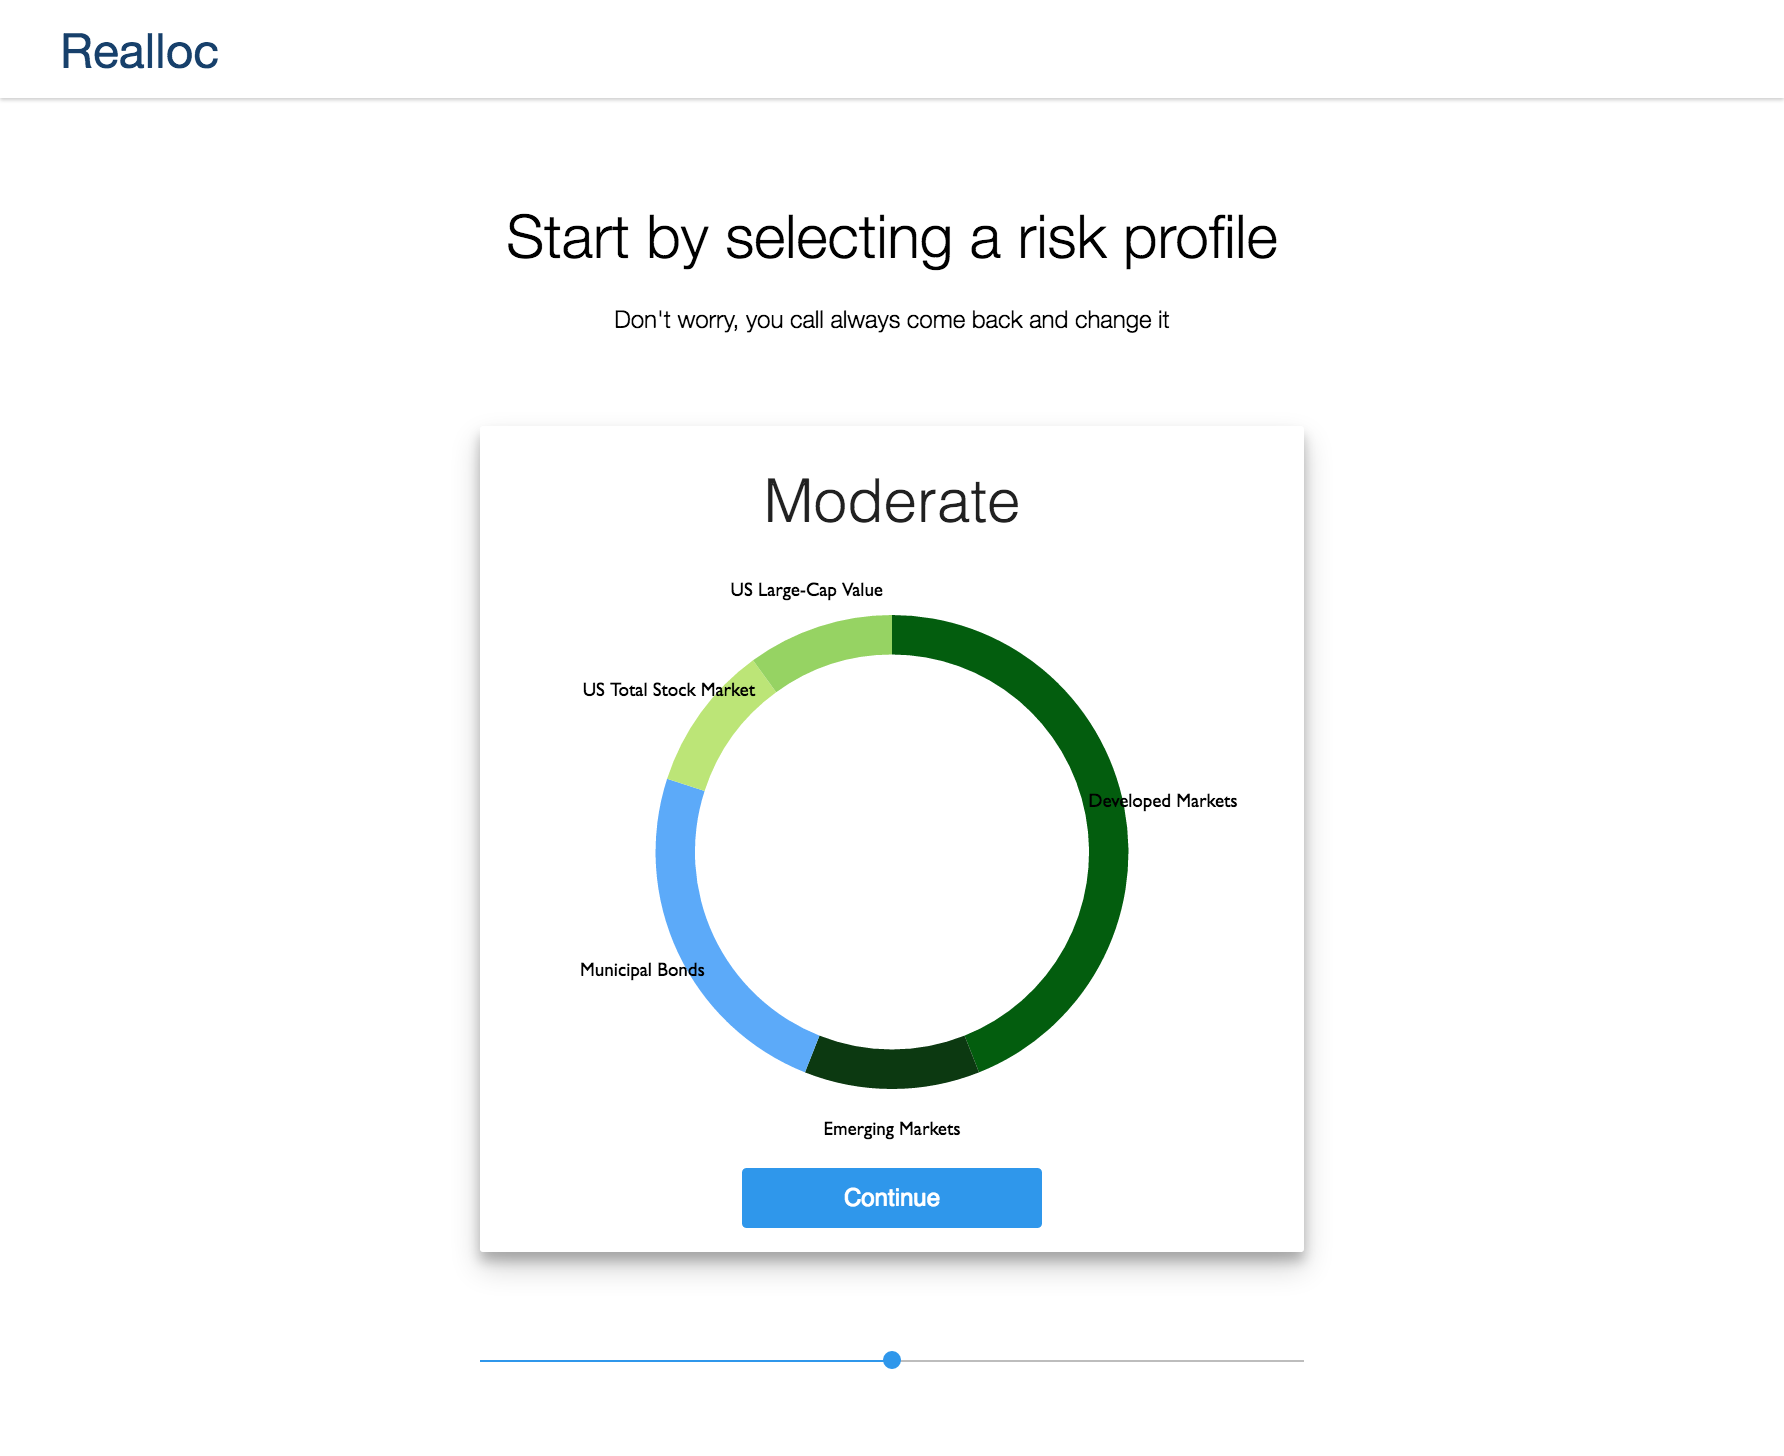 Realloc
Start by selecting a risk profile
Don't worry, you call always come back and change it
Moderate
US Large-Cap Value
US Total Stock Market
Developed Markets
Municipal Bonds
Emerging Markets
Continue